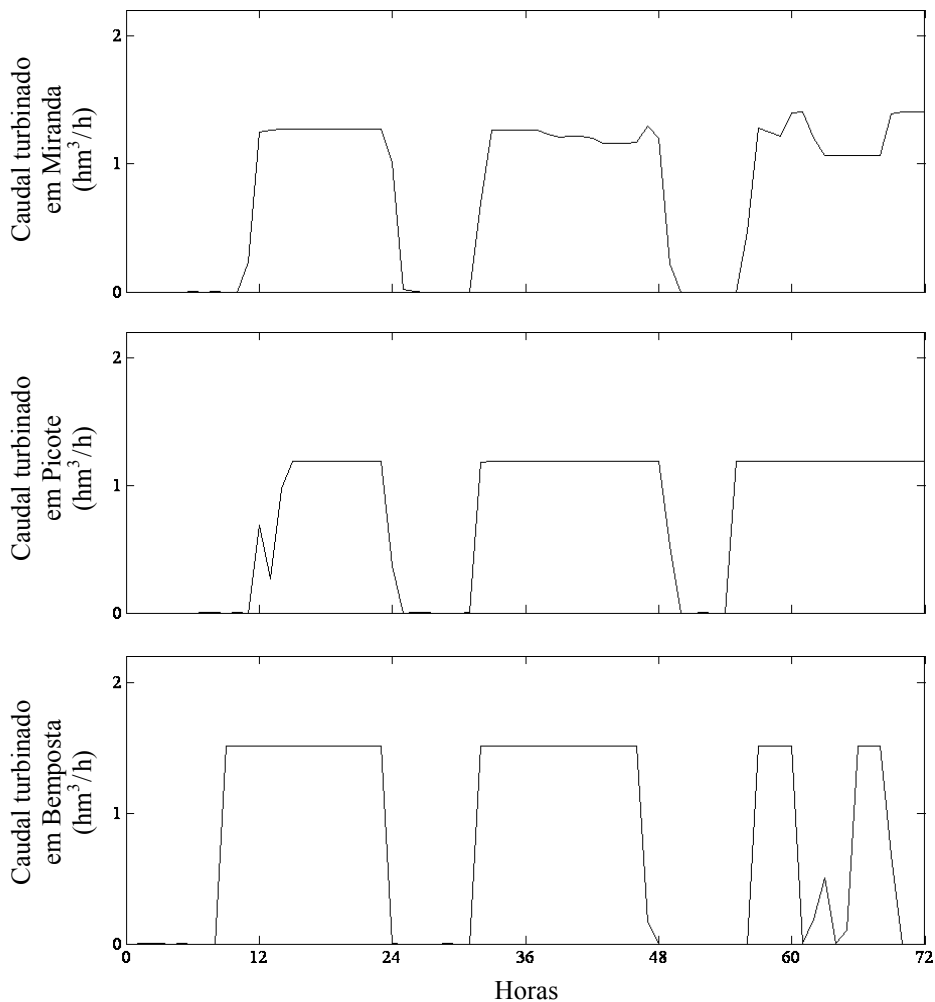 Caudal turbinado
em Miranda
(hm³/h)
2
1
0
Caudal turbinado
em Picote
(hm³/h)
2
1
0
Caudal turbinado
em Bemposta
(hm³/h)
2
1
0
0 12 24 36 48 60 72
Horas